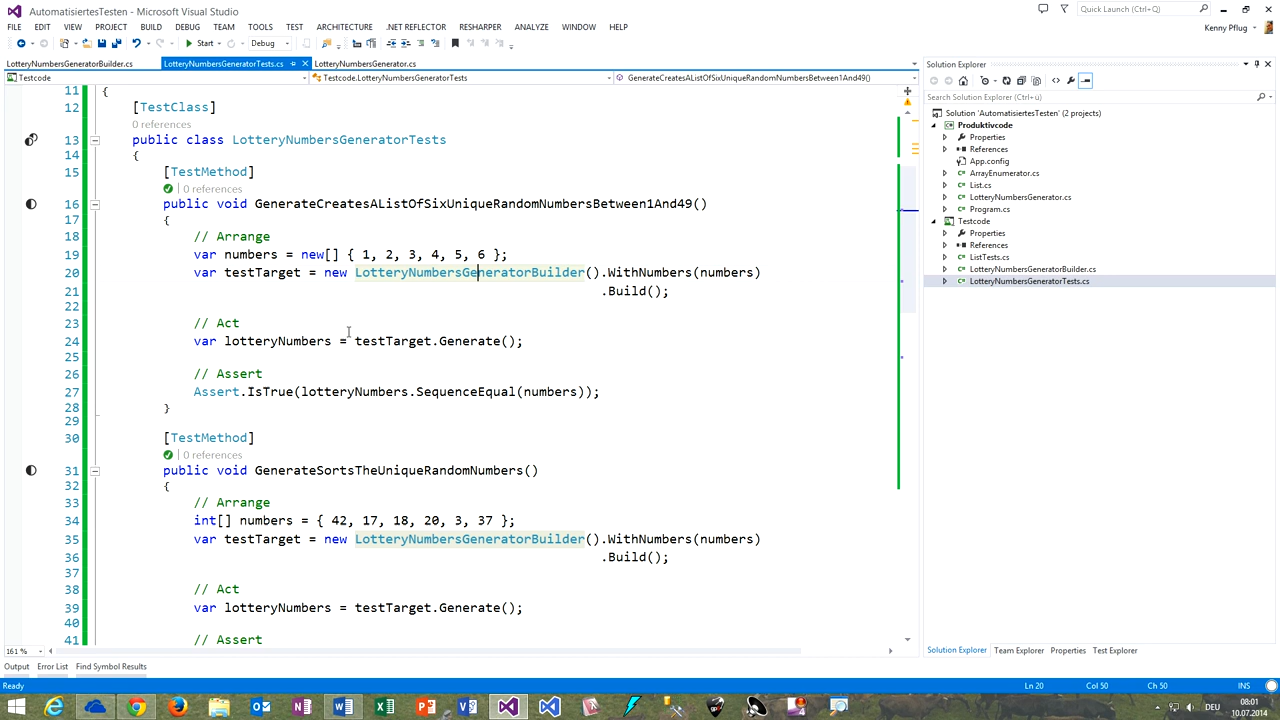 AutomatisiertesTesten - Microsoft Visual Studio
Quick Launch (Ctrl+Q)
FILE EDIT VIEW PROJECT BUILD DEBUG TEAM TOOLS TEST ARCHITECTURE .NET REFLECTOR RESHARPER ANALYZE WINDOW HELP
Kenny Pflug
Start Debug
LotteryNumbersGeneratorBuilder.cs LotteryNumbersGeneratorTests.cs LotteryNumbersGenerator.cs
Testcode Testcode.LotteryNumbersGeneratorTests GenerateCreatesAListOfSixUniqueRandomNumbersBetween1And49()
11 {
12 [TestClass]
0 references
13 public class LotteryNumbersGeneratorTests
14 {
15 [TestMethod]
0 references
16 public void GenerateCreatesAListOfSixUniqueRandomNumbersBetween1And49()
17 {
18 // Arrange
19 var numbers = new[] { 1, 2, 3, 4, 5, 6 };
20 var testTarget = new LotteryNumbersGeneratorBuilder().WithNumbers(numbers)
21 .Build();
22
23 // Act
24 var lotteryNumbers = testTarget.Generate();
25
26 // Assert
27 Assert.IsTrue(lotteryNumbers.SequenceEqual(numbers));
28 }
29
30 [TestMethod]
0 references
31 public void GenerateSortsTheUniqueRandomNumbers()
32 {
33 // Arrange
34 int[] numbers = { 42, 17, 18, 20, 3, 37 };
35 var testTarget = new LotteryNumbersGeneratorBuilder().WithNumbers(numbers)
36 .Build();
37
38 // Act
39 var lotteryNumbers = testTarget.Generate();
40
41 // Assert
161 %
Solution Explorer
Search Solution Explorer (Ctrl+ü)
Solution 'AutomatisiertesTesten' (2 projects)
Produktivcode
Properties
References
App.config
ArrayEnumerator.cs
List.cs
LotteryNumbersGenerator.cs
Program.cs
Testcode
Properties
References
ListTests.cs
LotteryNumbersGeneratorBuilder.cs
LotteryNumbersGeneratorTests.cs
Solution Explorer Team Explorer Properties Test Explorer
Output Error List Find Symbol Results
Ready Ln 20 Col 50 Ch 50 INS
DEU
08:01
10.07.2014